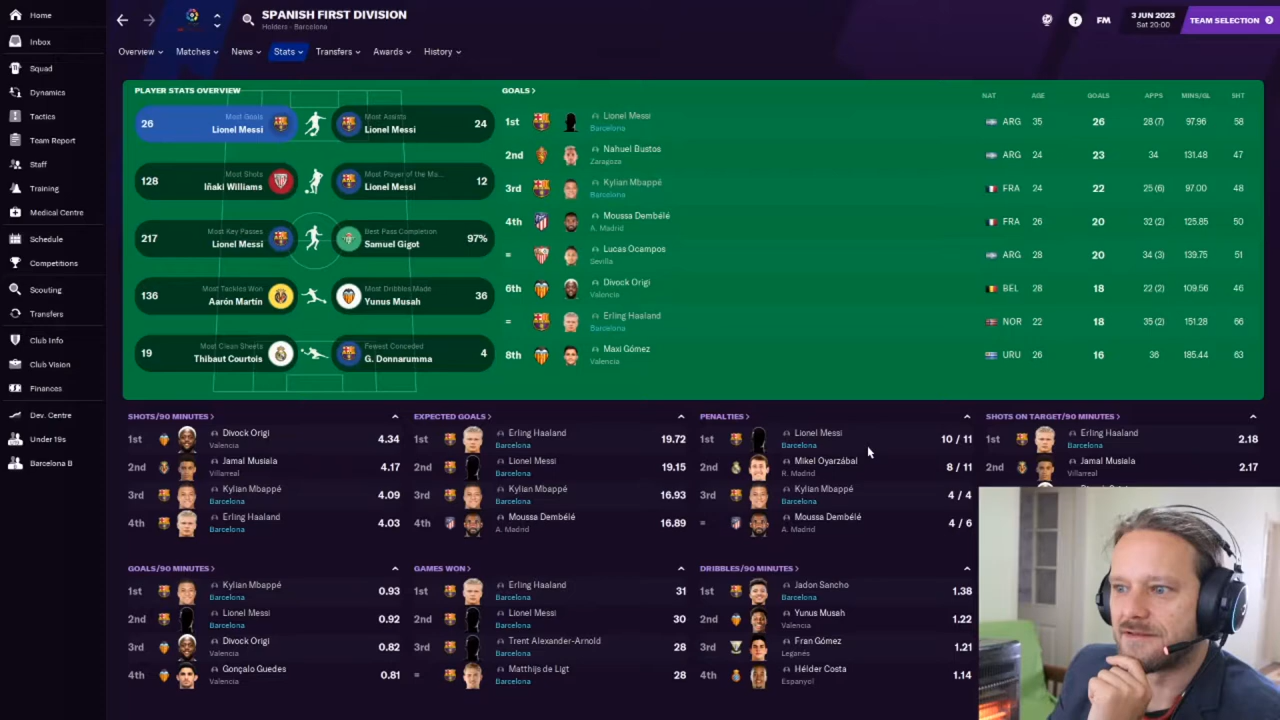 Home
Inbox
Squad
Dynamics
Tactics
Team Report
Staff
Training
Medical Centre
Schedule
Competitions
Scouting
Transfers
Club Info
Club Vision
Finances
Dev. Centre
Under 19s
Barcelona B
SPANISH FIRST DIVISION
Holders - Barcelona
? FM
3 JUN 2023
Sat 20:00
TEAM SELECTION
Overview Matches News Stats Transfers Awards History
PLAYER STATS OVERVIEW
26 Most Goals Lionel Messi
Most Assists Lionel Messi 24
128 Most Shots Iñaki Williams
Most Player of the Ma... Lionel Messi 12
217 Most Key Passes Lionel Messi
Best Pass Completion Samuel Gigot 97%
136 Most Tackles Won Aarón Martín
Most Dribbles Made Yunus Musah 36
19 Most Clean Sheets Thibaut Courtois
Fewest Conceded G. Donnarumma 4
GOALS > NAT AGE GOALS APPS MINS/GL SHT
1st Lionel Messi Barcelona ARG 35 26 28 (7) 97.96 58
2nd Nahuel Bustos Zaragoza ARG 24 23 34 131.48 47
3rd Kylian Mbappé Barcelona FRA 24 22 25 (6) 97.00 48
4th Moussa Dembélé A. Madrid FRA 26 20 32 (2) 125.85 50
= Lucas Ocampos Sevilla ARG 28 20 34 (3) 139.75 51
6th Divock Origi Valencia BEL 28 18 22 (2) 109.56 46
= Erling Haaland Barcelona NOR 22 18 35 (2) 151.28 66
8th Maxi Gómez Valencia URU 26 16 36 185.44 63
SHOTS/90 MINUTES >
1st Divock Origi Valencia 4.34
2nd Jamal Musiala Villarreal 4.17
3rd Kylian Mbappé Barcelona 4.09
4th Erling Haaland Barcelona 4.03
EXPECTED GOALS >
1st Erling Haaland Barcelona 19.72
2nd Lionel Messi Barcelona 19.15
3rd Kylian Mbappé Barcelona 16.93
4th Moussa Dembélé A. Madrid 16.89
PENALTIES >
1st Lionel Messi Barcelona 10 / 11
2nd Mikel Oyarzábal R. Madrid 8 / 11
3rd Kylian Mbappé Barcelona 4 / 4
= Moussa Dembélé A. Madrid 4 / 6
SHOTS ON TARGET/90 MINUTES >
1st Erling Haaland Barcelona 2.18
2nd Jamal Musiala Villarreal 2.17
GOALS/90 MINUTES >
1st Kylian Mbappé Barcelona 0.93
2nd Lionel Messi Barcelona 0.92
3rd Divock Origi Valencia 0.82
4th Gonçalo Guedes Valencia 0.81
GAMES WON >
1st Erling Haaland Barcelona 31
2nd Lionel Messi Barcelona 30
3rd Trent Alexander-Arnold Barcelona 28
= Matthijs de Ligt Barcelona 28
DRIBBLES/90 MINUTES >
1st Jadon Sancho Barcelona 1.38
2nd Yunus Musah Valencia 1.22
3rd Fran Gómez Leganés 1.21
4th Hélder Costa Espanyol 1.14